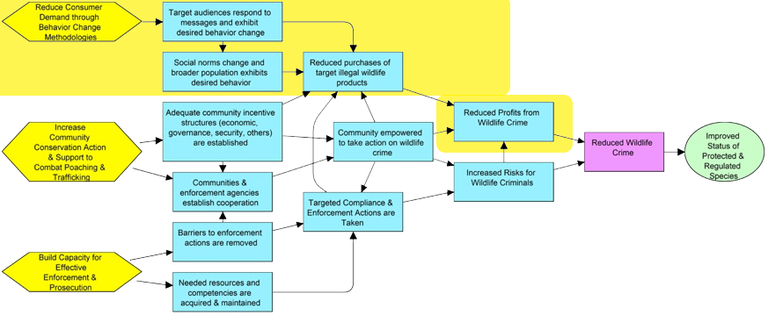 Reduce Consumer
Demand through
Behavior Change
Methodologies
Target audiences respond to
messages and exhibit
desired behavior change
Social norms change and
broader population exhibits
desired behavior
Reduced purchases of
target illegal wildlife
products
Increase
Community
Conservation Action
& Support to
Combat Poaching &
Trafficking
Adequate community incentive
structures (economic,
governance, security, others)
are established
Communities &
enforcement agencies
establish cooperation
Community empowered
to take action on wildlife
crime
Reduced Profits from
Wildlife Crime
Increased Risks for
Wildlife Criminals
Reduced Wildlife
Crime
Improved
Status of
Protected &
Regulated
Species
Targeted Compliance &
Enforcement Actions are
Taken
Build Capacity for
Effective
Enforcement &
Prosecution
Barriers to enforcement
actions are removed
Needed resources and
competencies are
acquired & maintained